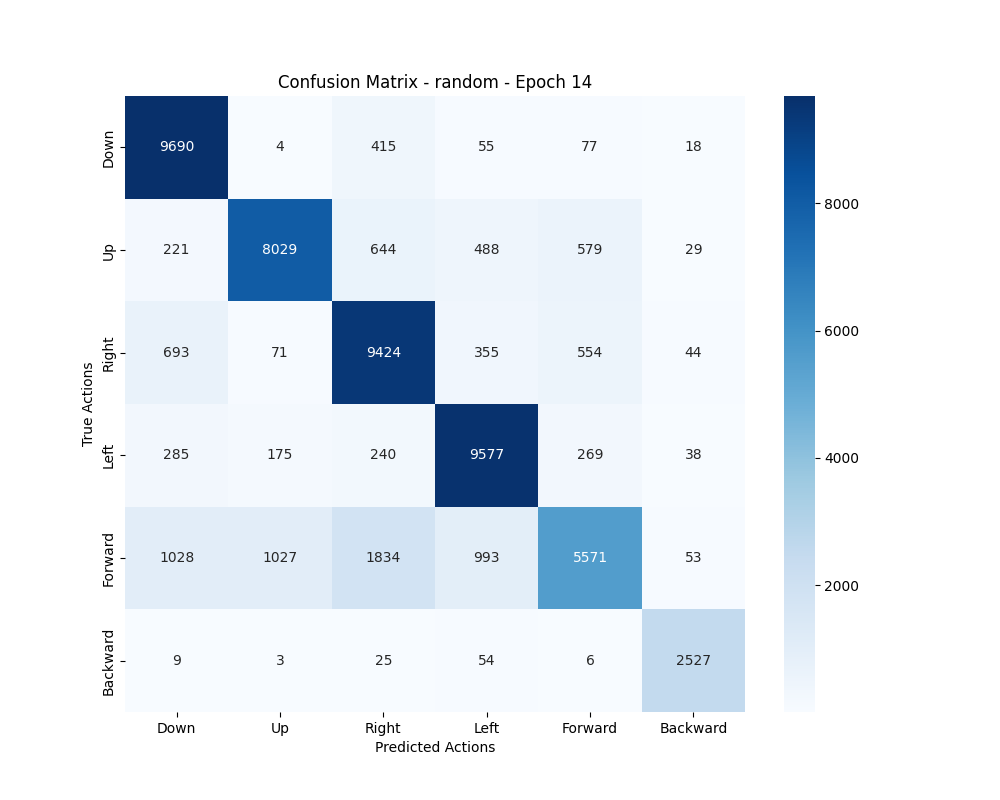 Confusion Matrix - random - Epoch 14
True Actions
Down 9690 4 415 55 77 18
Up 221 8029 644 488 579 29
Right 693 71 9424 355 554 44
Left 285 175 240 9577 269 38
Forward 1028 1027 1834 993 5571 53
Backward 9 3 25 54 6 2527
Down Up Right Left Forward Backward
Predicted Actions
8000
6000
4000
2000